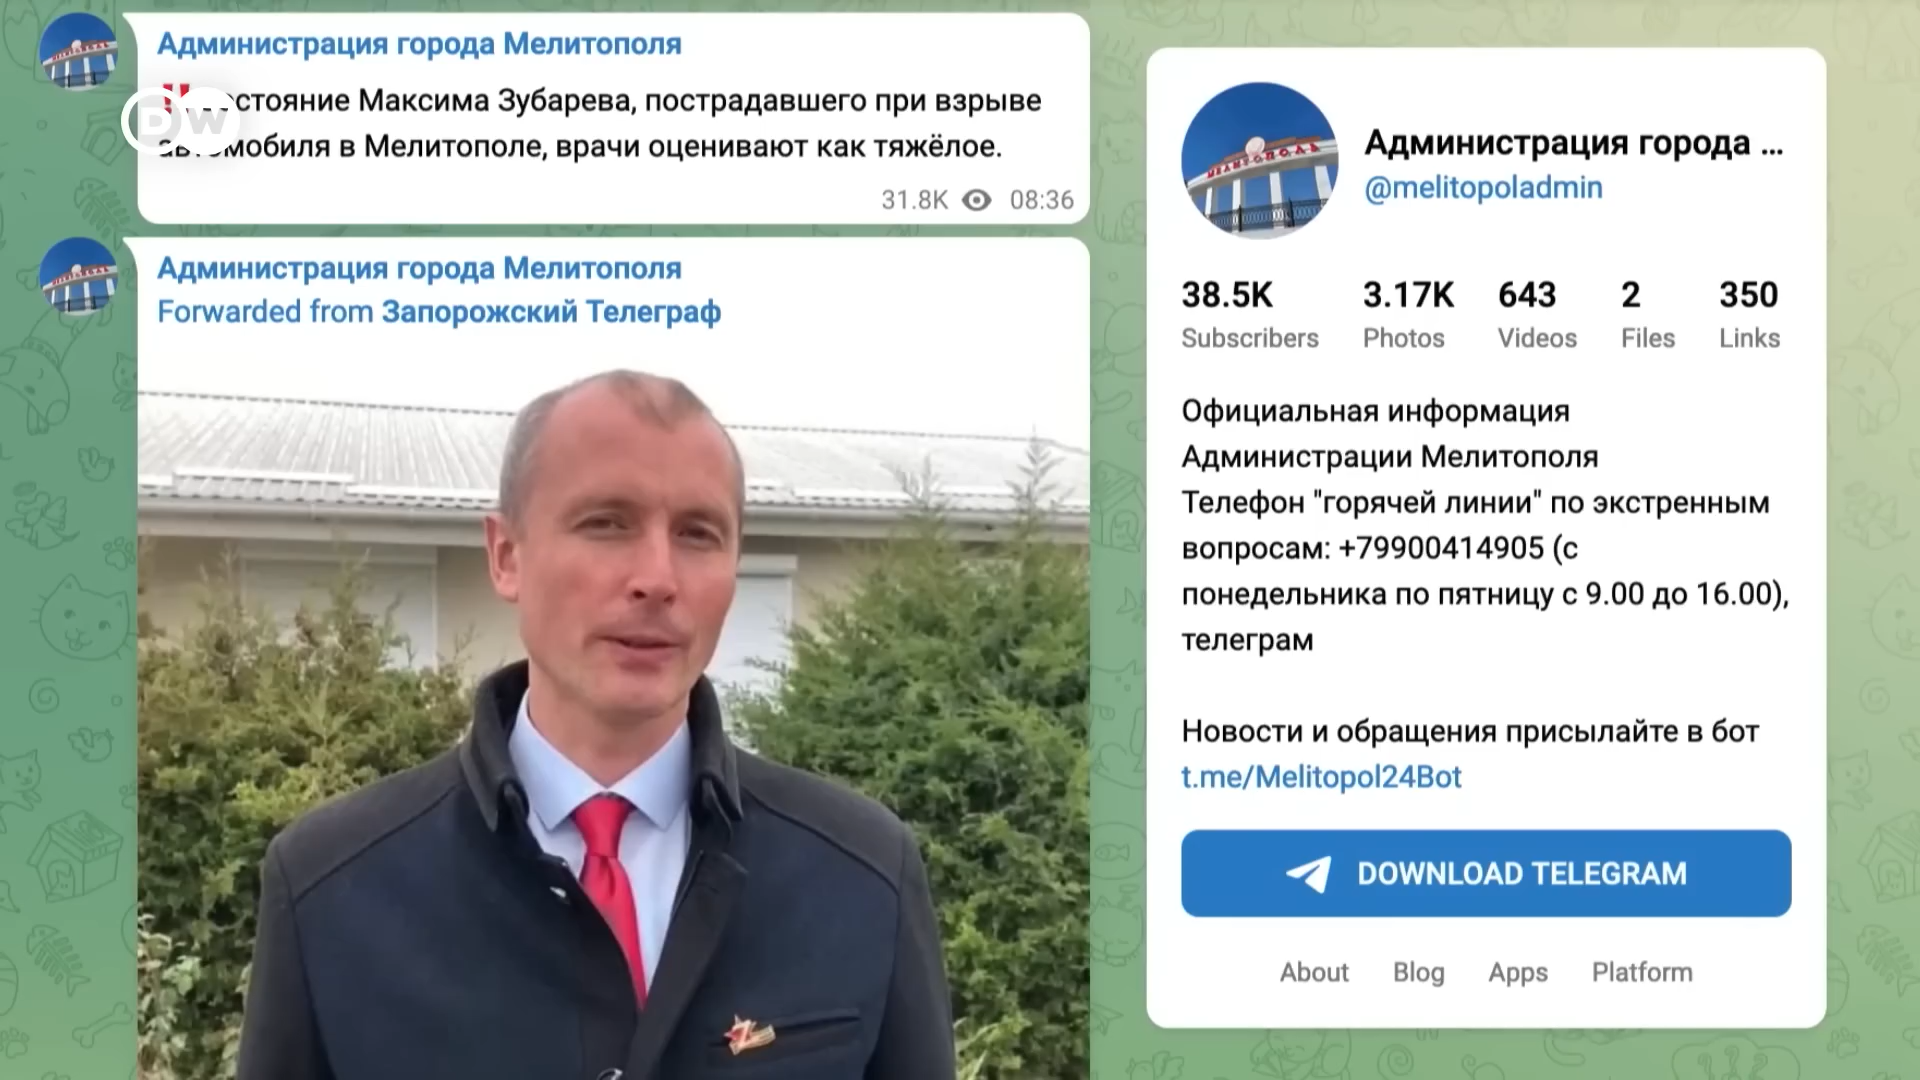 Администрация города Мелитополя
Максима Зубарева, пострадавшего при взрыве
в Мелитополе, врачи оценивают как тяжёлое.
31.8K 08:36
DW
Администрация города Мелитополя
Forwarded from Запорожский Телеграф
Администрация города ...
@melitopoladmin
38.5K 3.17K 643 2 350
Subscribers Photos Videos Files Links
Официальная информация
Администрации Мелитополя
Телефон "горячей линии" по экстренным
вопросам: +79900414905 (с
понедельника по пятницу с 9.00 до 16.00),
телеграм
Новости и обращения присылайте в бот
t.me/Melitopol24Bot
DOWNLOAD TELEGRAM
About Blog Apps Platform
МЕЛИТОПОЛЬ
Z